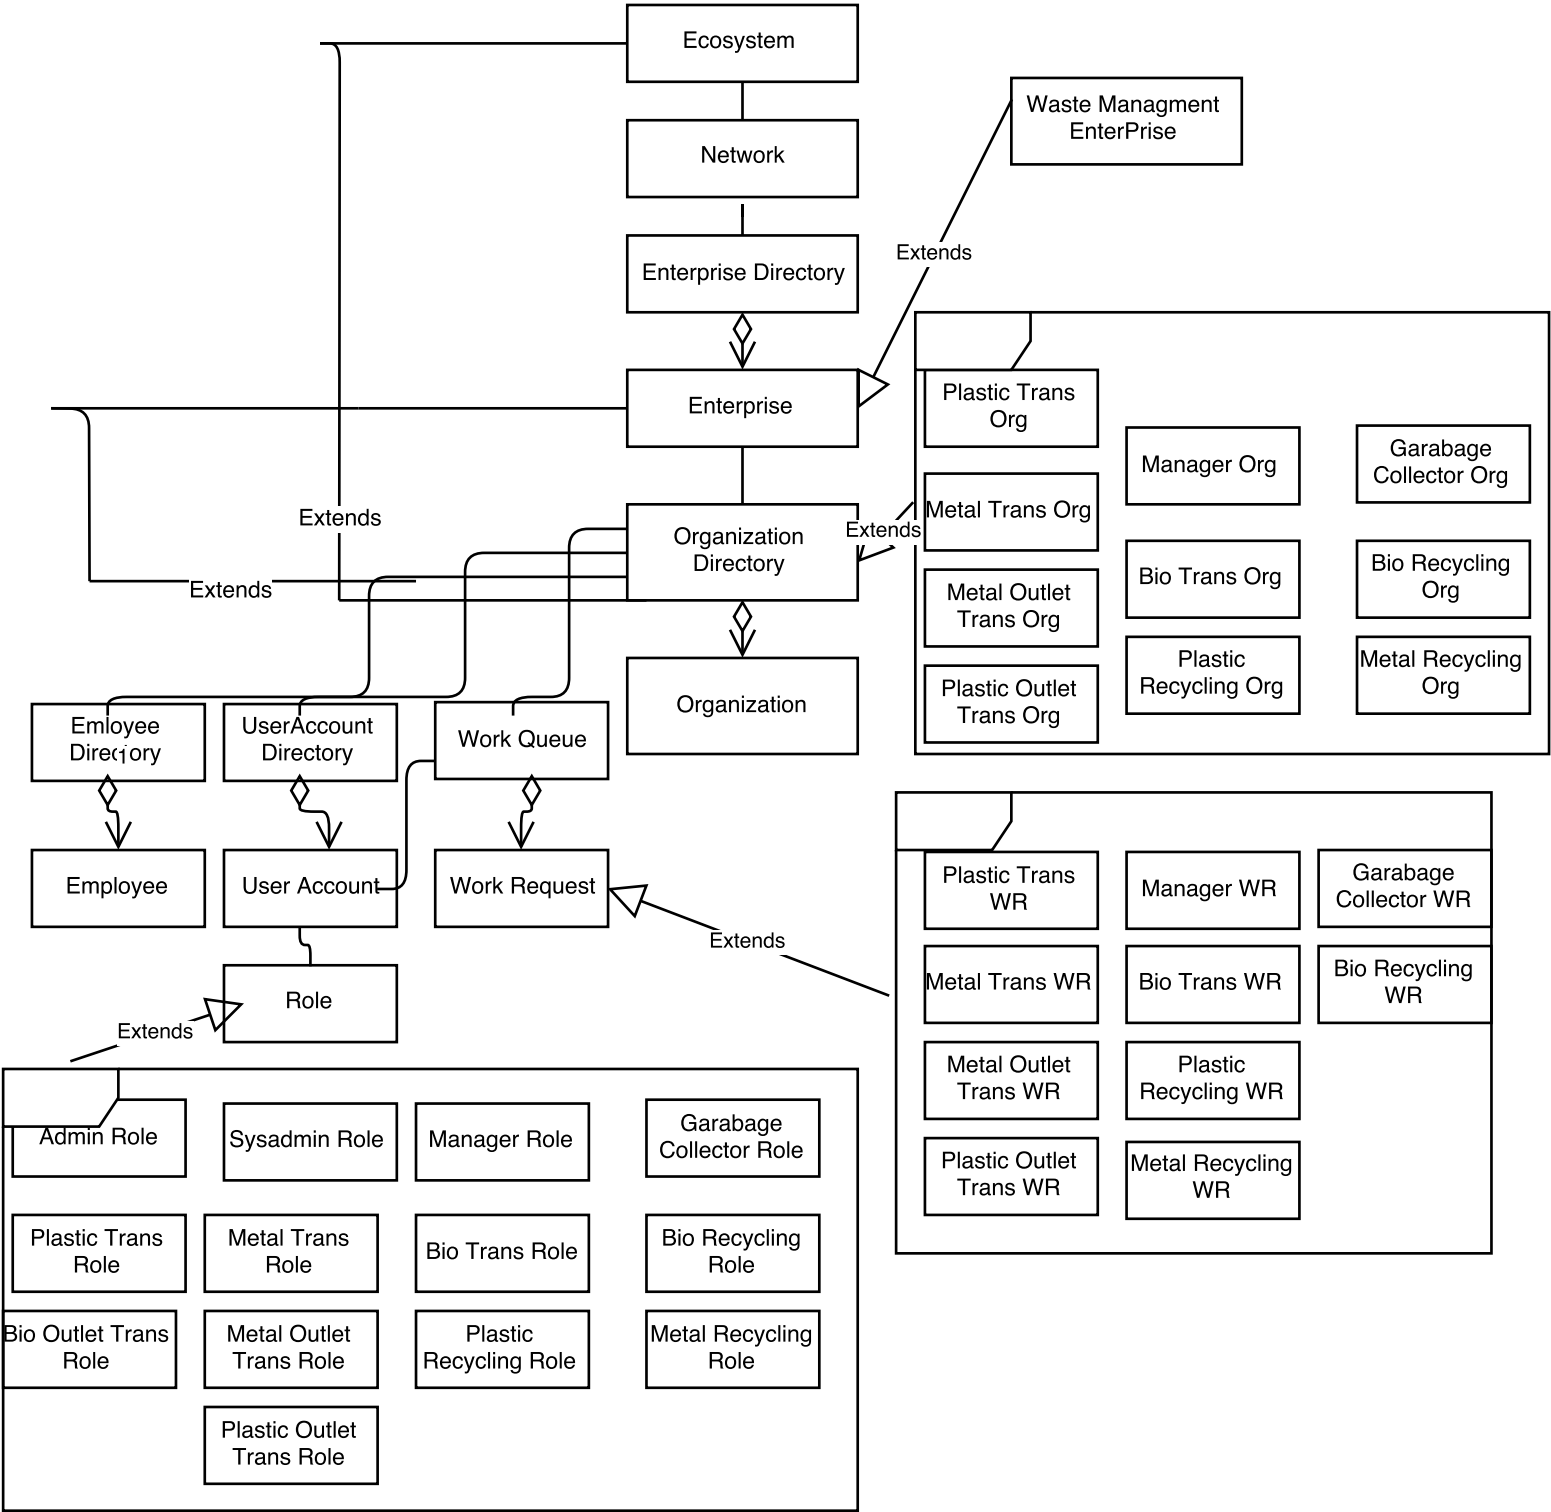 Ecosystem
Waste Managment
EnterPrise
Network
Extends
Enterprise Directory
Enterprise
Plastic Trans
Org
Manager Org
Garabage
Collector Org
Extends
Organization
Directory
Extends
Metal Trans Org
Extends
Bio Trans Org
Bio Recycling
Org
Metal Outlet
Trans Org
Plastic
Recycling Org
Metal Recycling
Org
Organization
Plastic Outlet
Trans Org
Emloyee
Directory
UserAccount
Directory
Work Queue
Employee
User Account
Work Request
Plastic Trans
WR
Manager WR
Garabage
Collector WR
Extends
Metal Trans WR
Bio Trans WR
Bio Recycling
WR
Role
Extends
Metal Outlet
Trans WR
Plastic
Recycling WR
Admin Role
Sysadmin Role
Manager Role
Garabage
Collector Role
Plastic Outlet
Trans WR
Metal Recycling
WR
Plastic Trans
Role
Metal Trans
Role
Bio Trans Role
Bio Recycling
Role
Bio Outlet Trans
Role
Metal Outlet
Trans Role
Plastic
Recycling Role
Metal Recycling
Role
Plastic Outlet
Trans Role